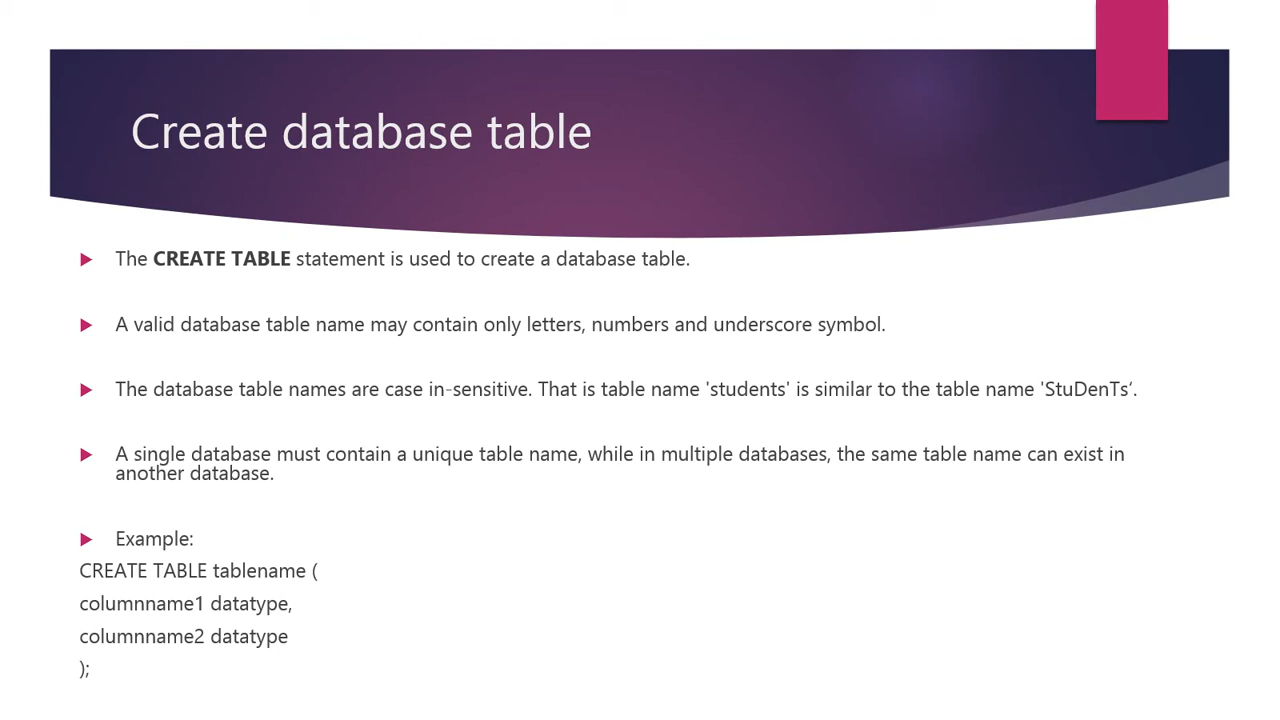 Create database table
The CREATE TABLE statement is used to create a database table.
A valid database table name may contain only letters, numbers and underscore symbol.
The database table names are case in-sensitive. That is table name 'students' is similar to the table name 'StuDenTs‘.
A single database must contain a unique table name, while in multiple databases, the same table name can exist in
another database.
Example:
CREATE TABLE tablename (
columnname1 datatype,
columnname2 datatype
);